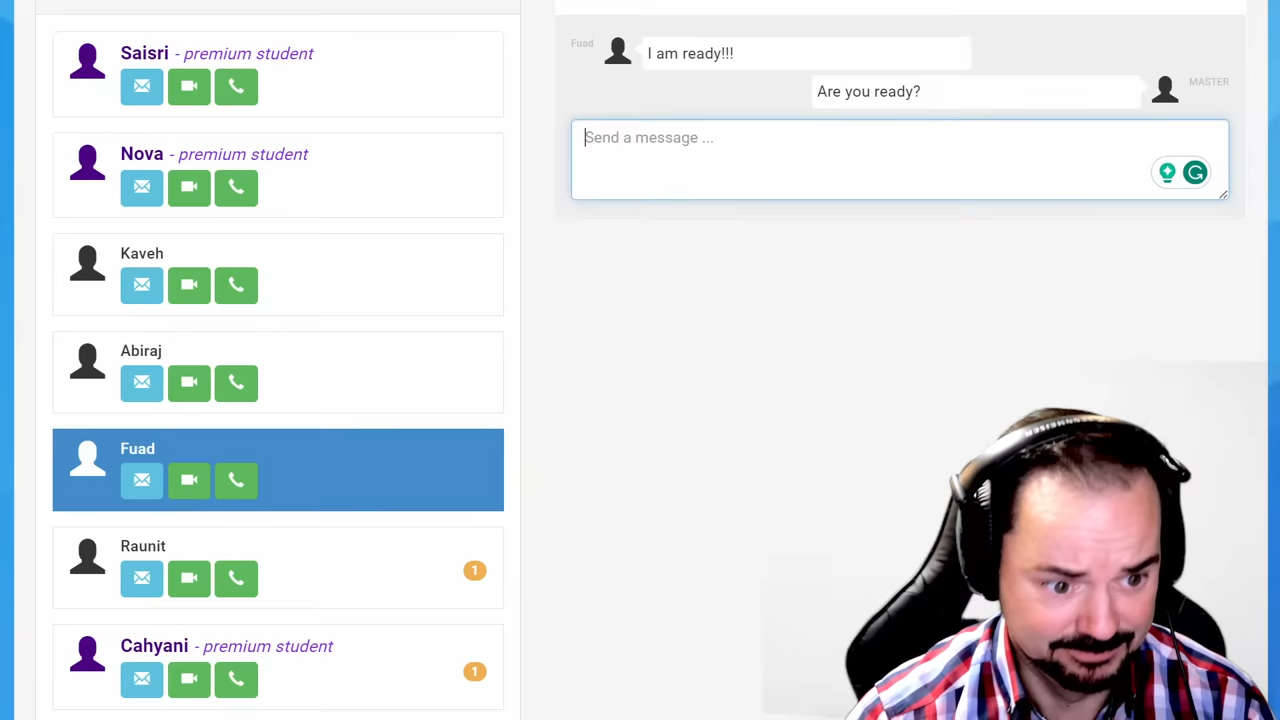 Saisri - premium student
Nova - premium student
Kaveh
Abiraj
Fuad
Raunit
1
Cahyani - premium student
1
Fuad
I am ready!!!
MASTER
Are you ready?
Send a message ...
SENNHEISER